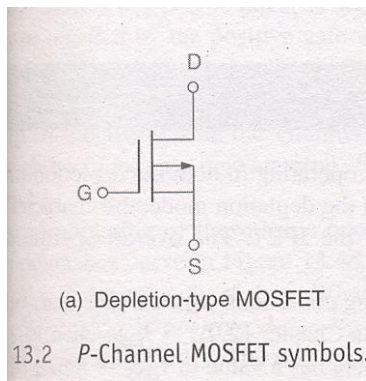 D
G
S
(a) Depletion-type MOSFET
13.2 P-Channel MOSFET symbols.